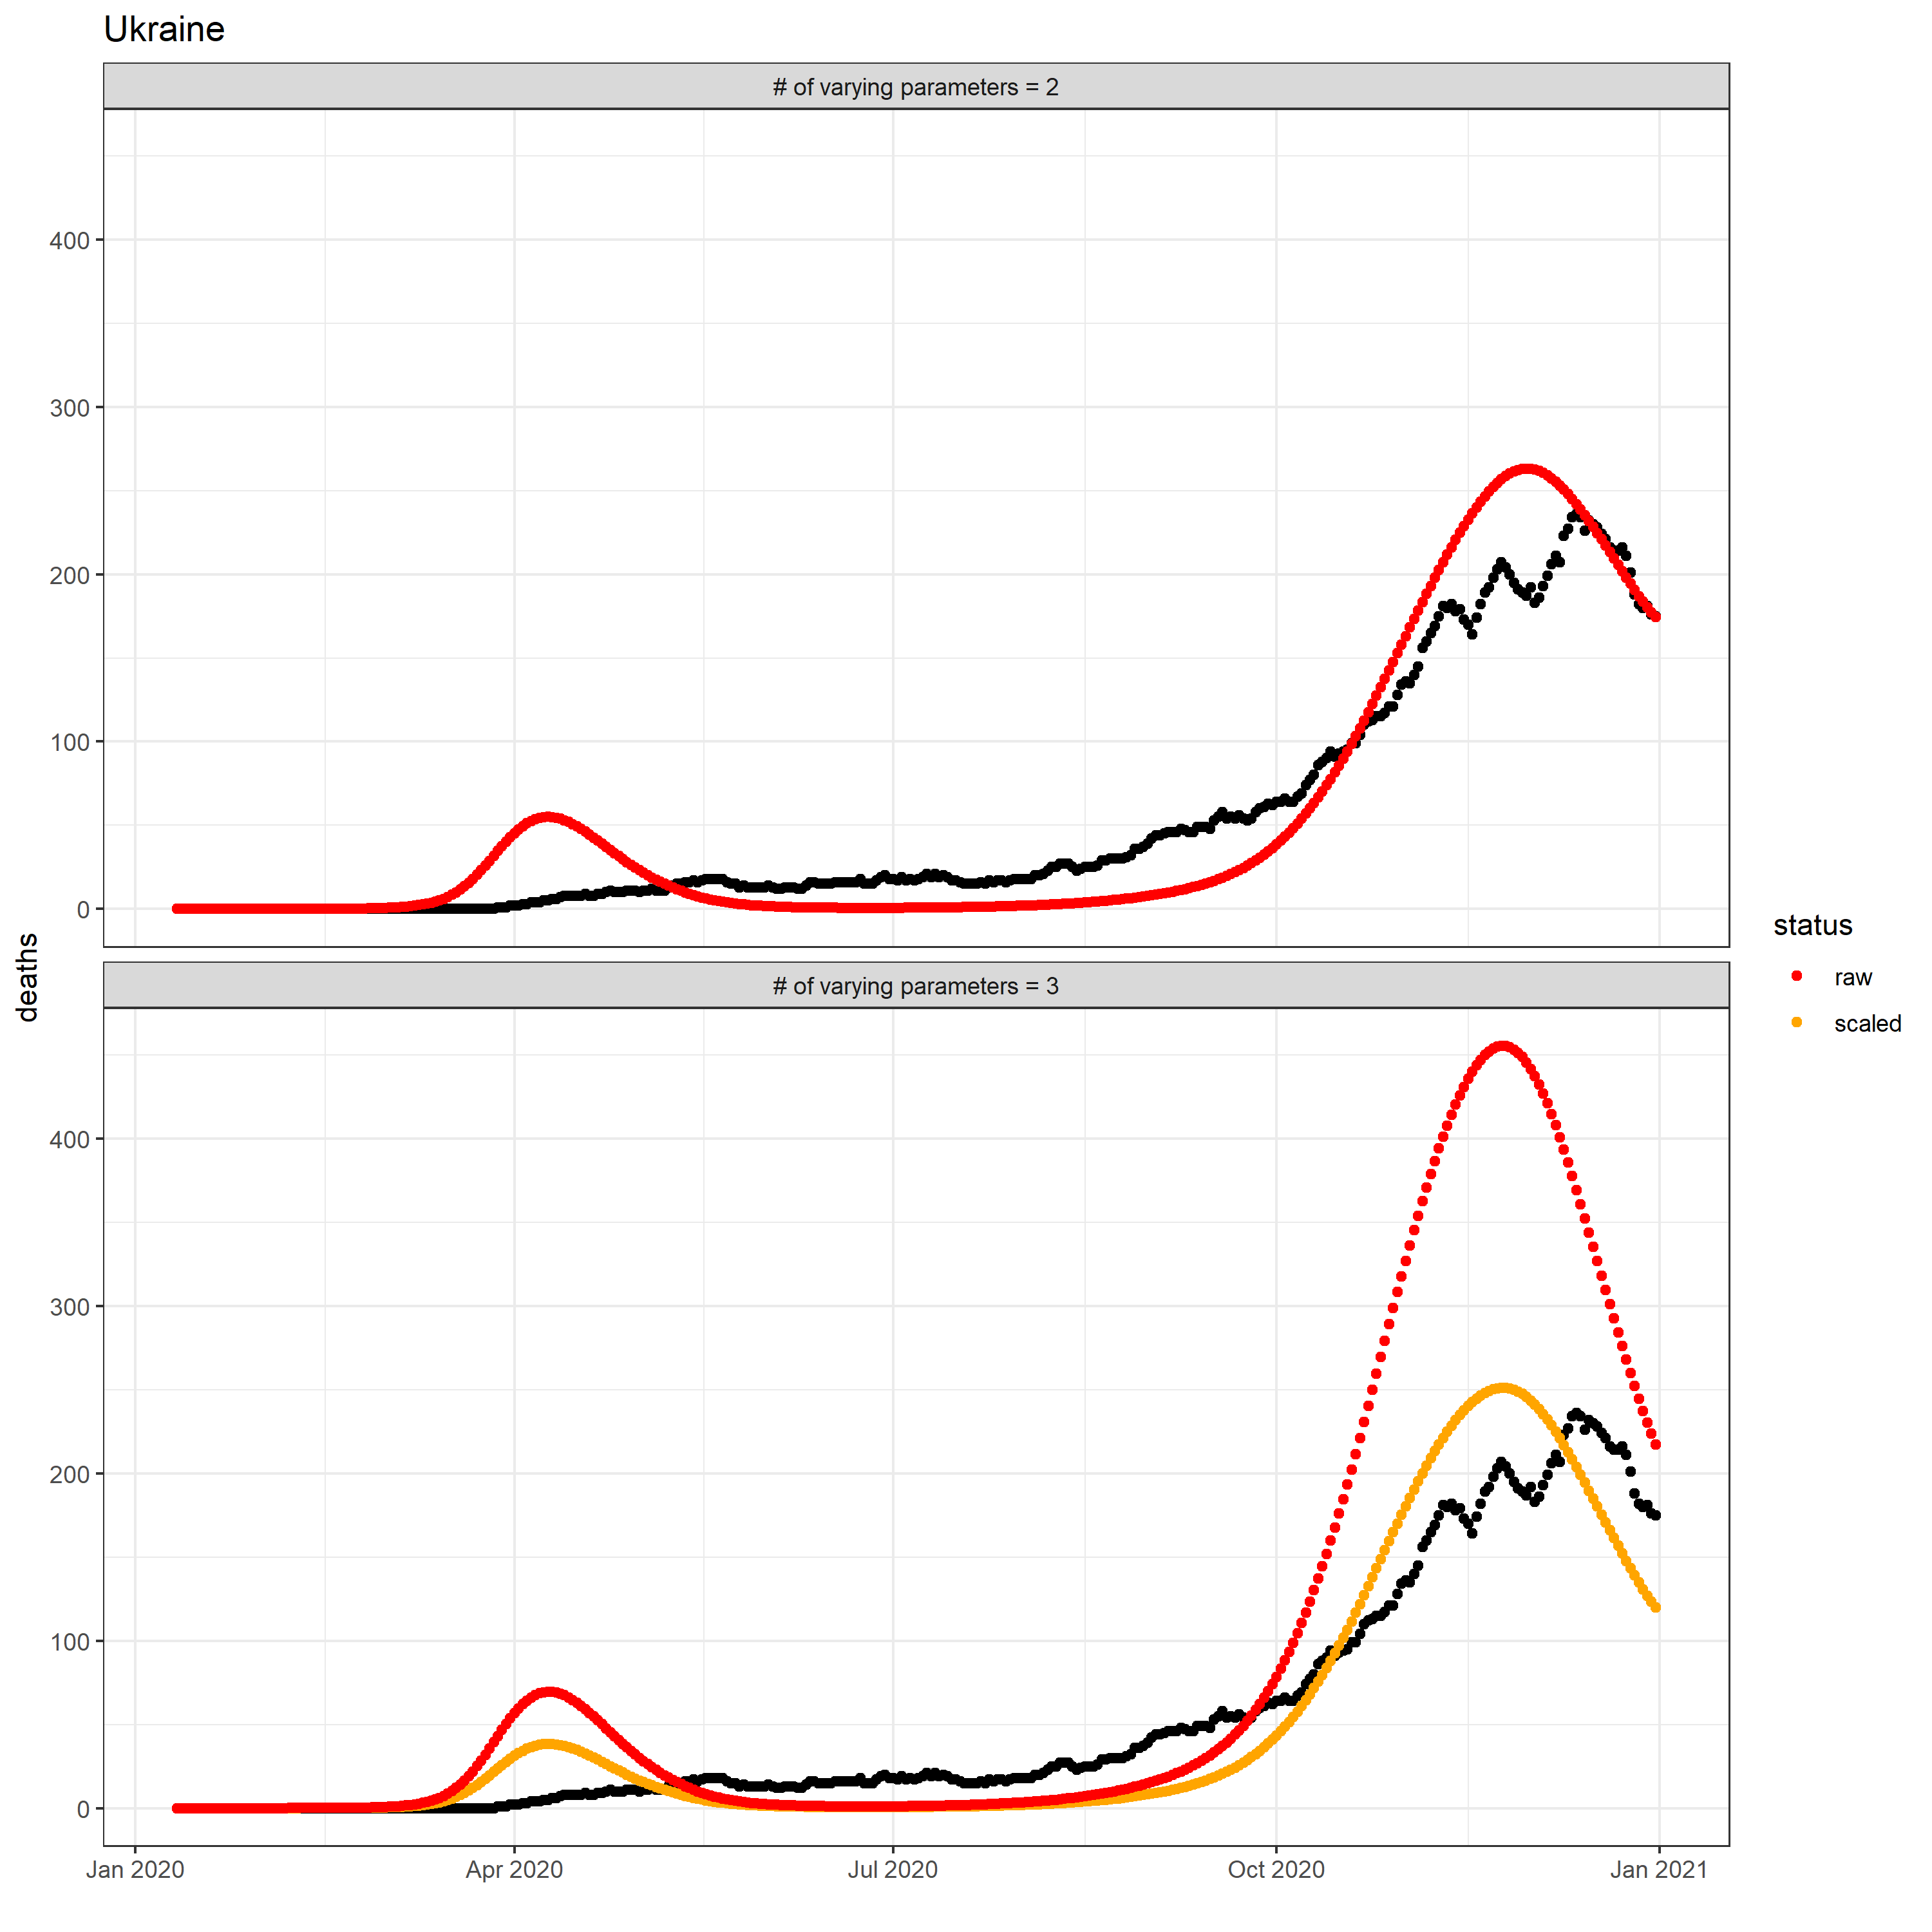 Ukraine
# of varying parameters = 2
400
300
200
100
0
deaths
# of varying parameters = 3
400
300
200
100
0
Jan 2020 Apr 2020 Jul 2020 Oct 2020 Jan 2021
status
raw
scaled